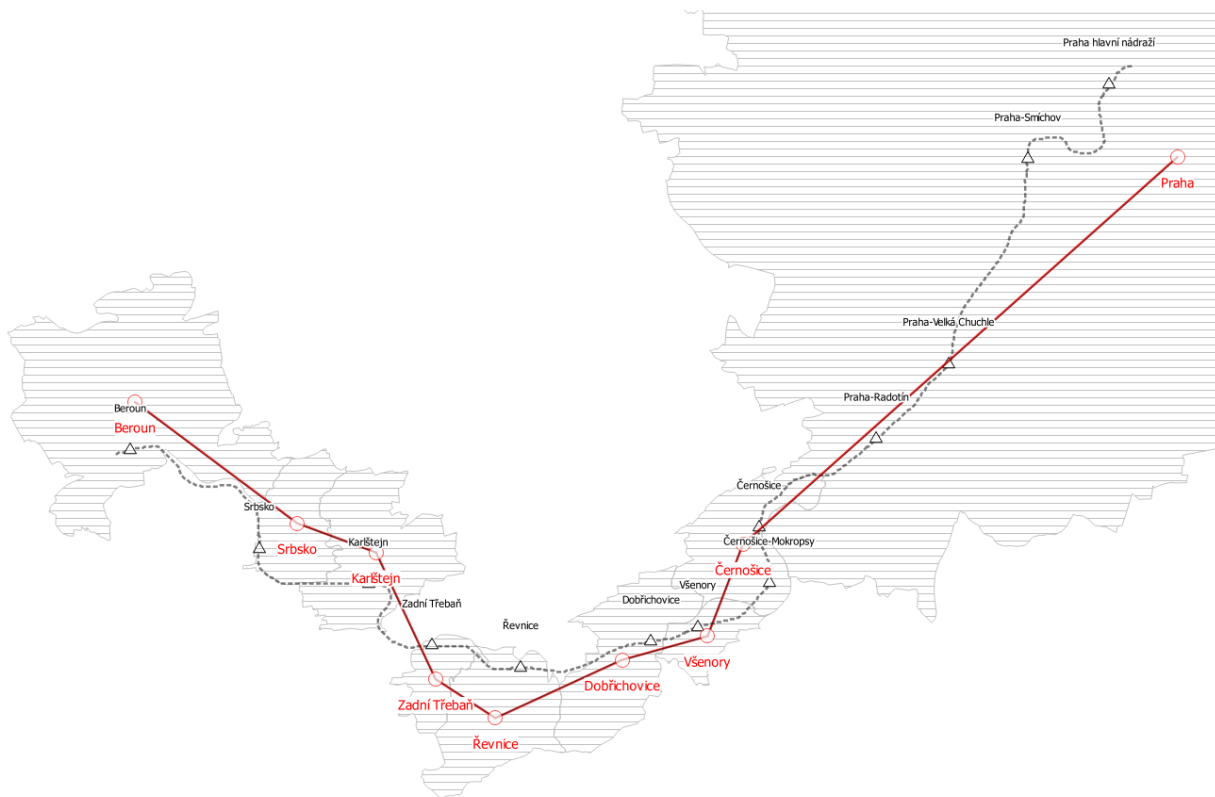 Praha hlavní nádraží
Praha-Smíchov
Praha
Praha-Velká Chuchle
Praha-Radotín
Beroun
Beroun
Černošice
Srbsko
Karlštejn
Černošice-Mokropsy
Srbsko
Černošice
Karlštejn
Všenory
Dobřichovice
Zadní Třebaň
Řevnice
Všenory
Dobřichovice
Zadní Třebaň
Řevnice